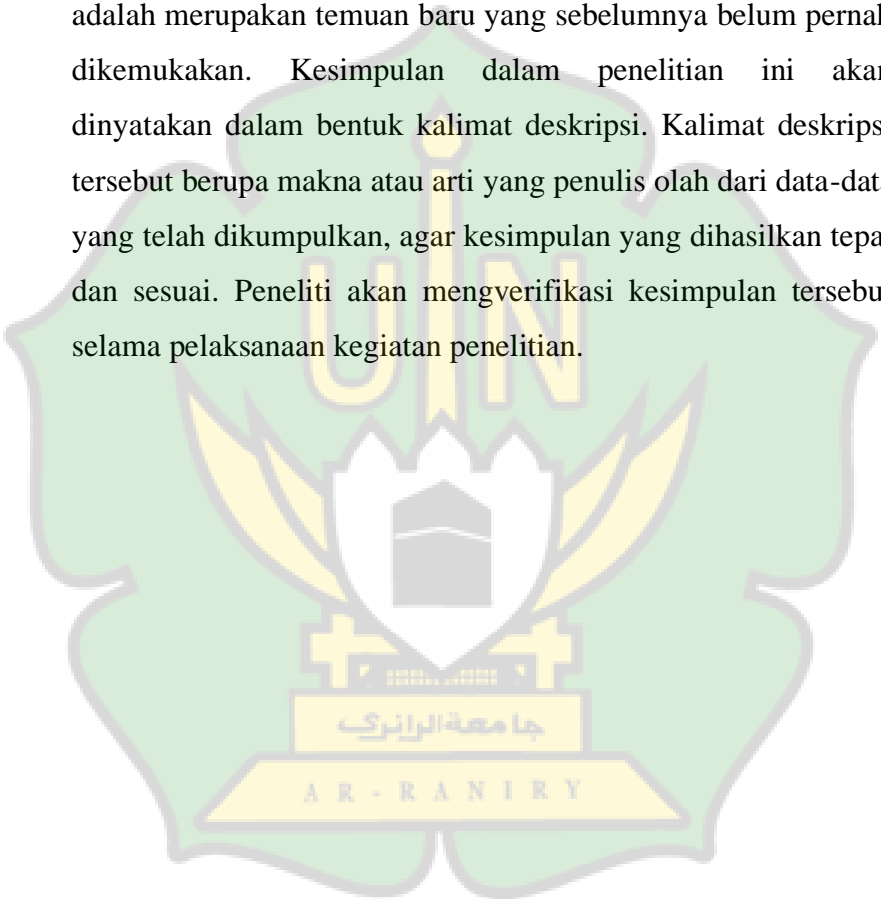 adalah merupakan temuan baru yang sebelumnya belum pernah
dikemukakan. Kesimpulan dalam penelitian ini akan
dinyatakan dalam bentuk kalimat deskripsi. Kalimat deskripsi
tersebut berupa makna atau arti yang penulis olah dari data-data
yang telah dikumpulkan, agar kesimpulan yang dihasilkan tepat
dan sesuai. Peneliti akan mengverifikasi kesimpulan tersebut
selama pelaksanaan kegiatan penelitian.
UIN
جامعة الرانري
AR-RANIRY